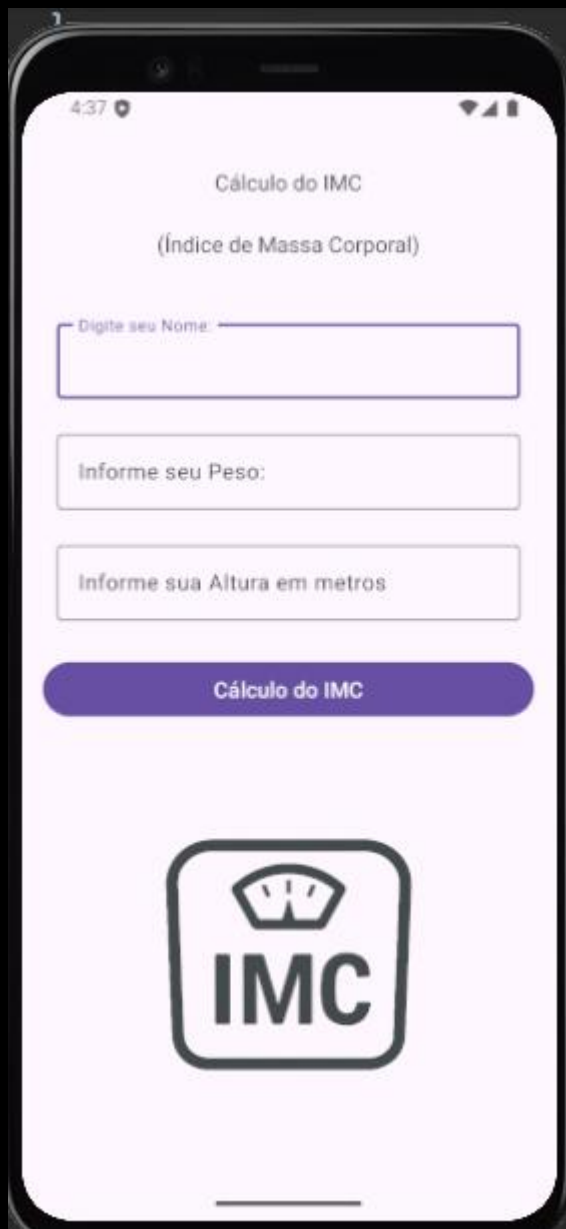 4:37
Cálculo do IMC
(Índice de Massa Corporal)
Digite seu Nome:
Informe seu Peso:
Informe sua Altura em metros
Cálculo do IMC
IMC